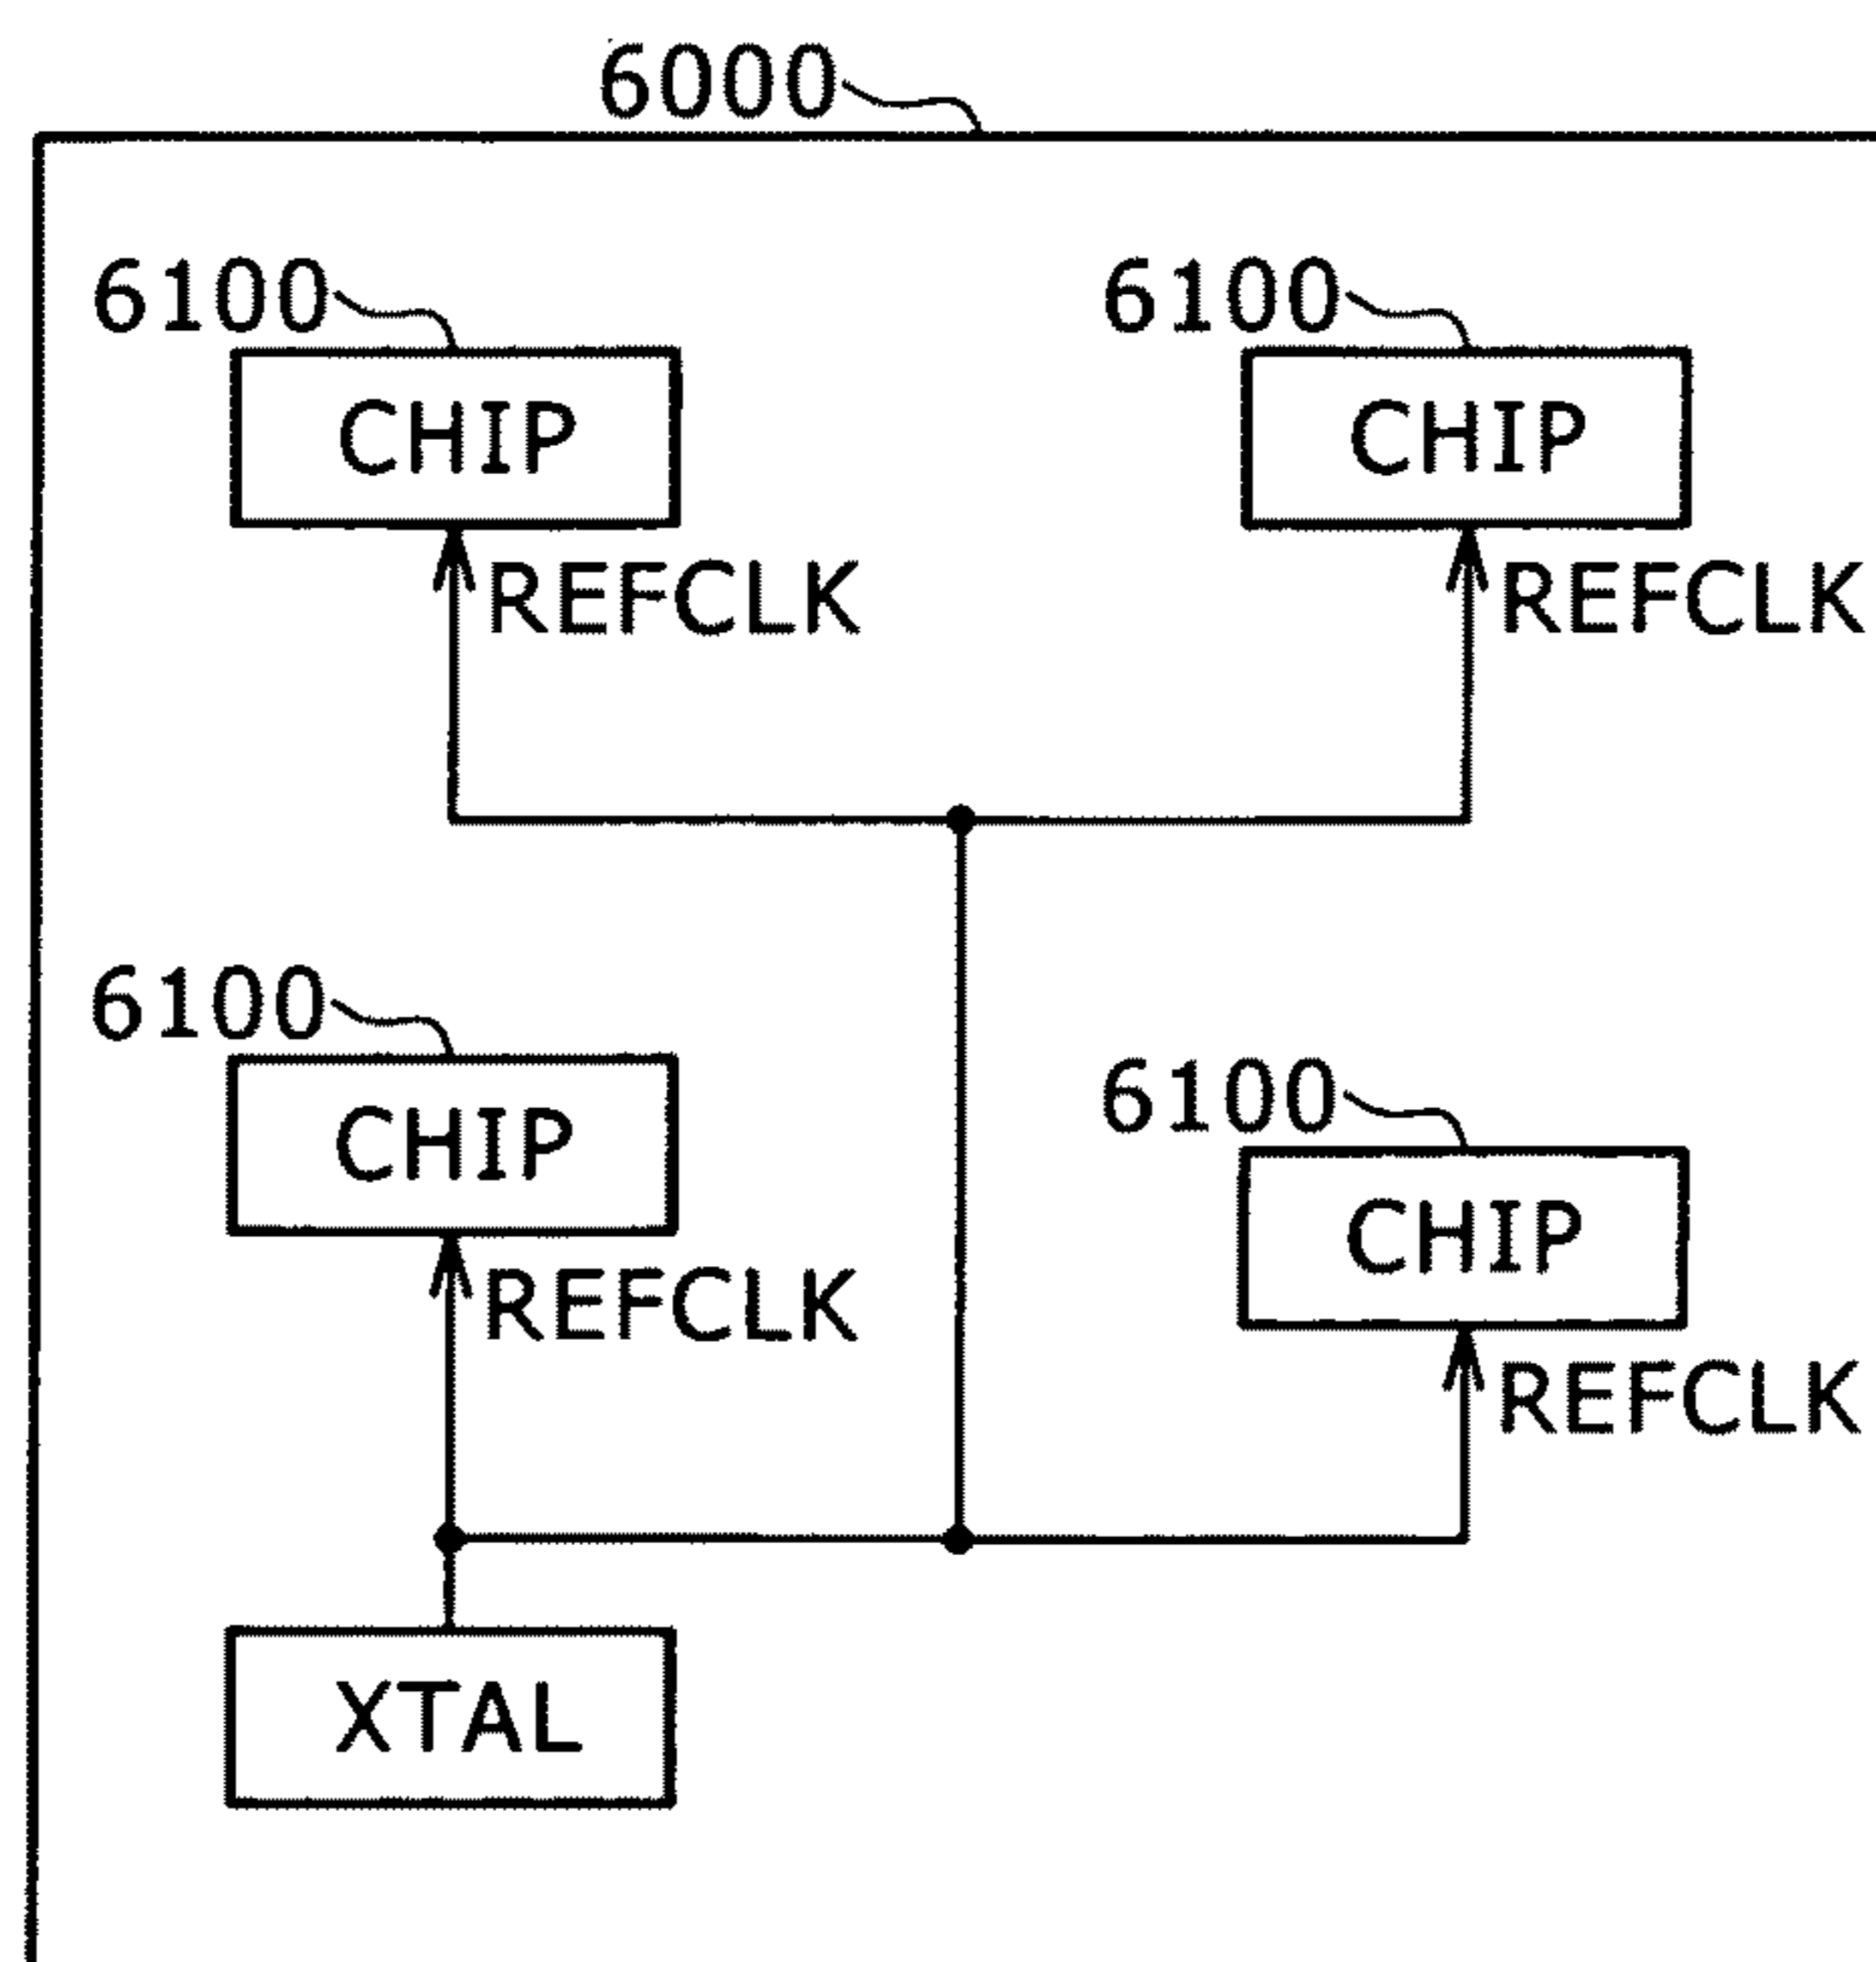 6000
6100 6100
CHIP CHIP
REFCLK REFCLK
6100
6100
CHIP
CHIP
REFCLK
REFCLK
XTAL